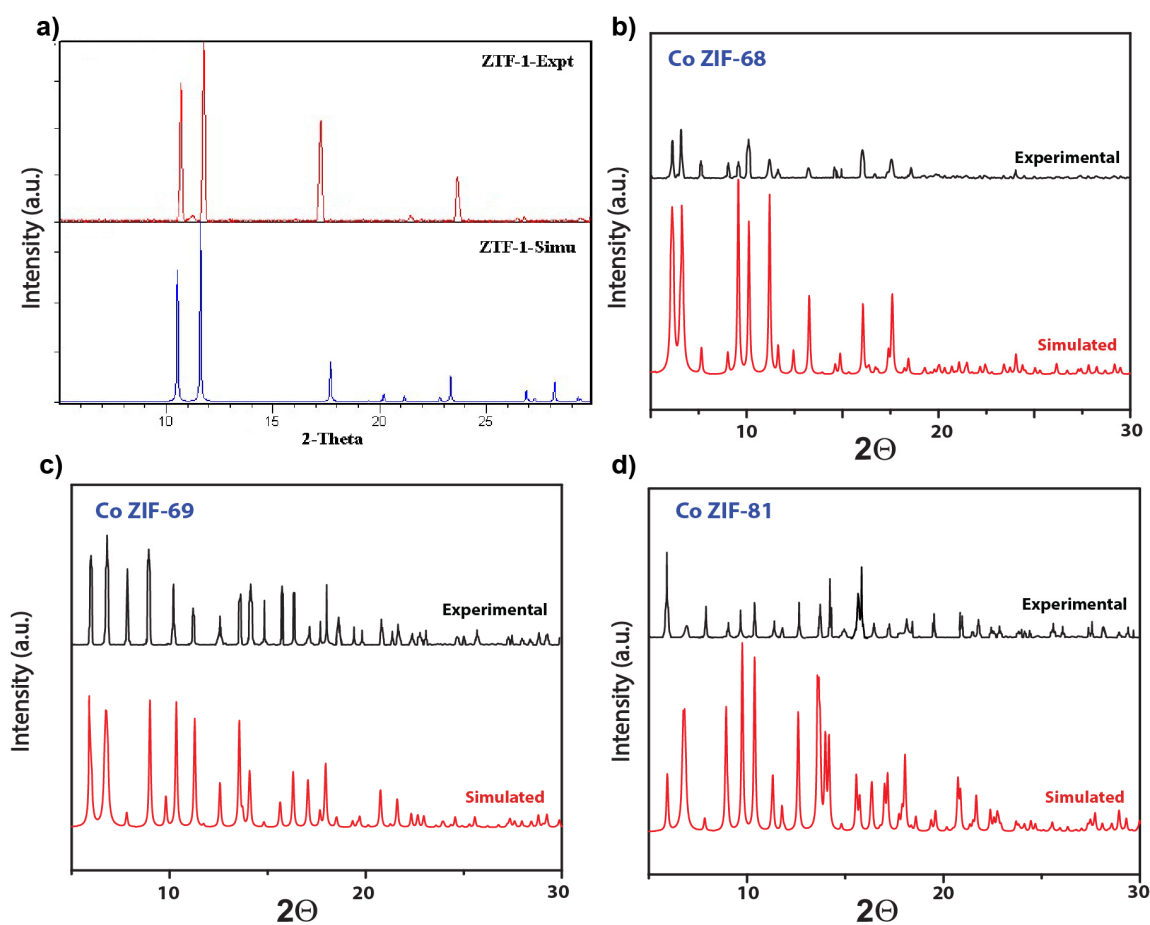 a)
ZTF-1-Expt
ZTF-1-Simu
Intensity (a.u.)
Intensity (a.u.)
10 15 20 25
2-Theta
b)
Co ZIF-68
Experimental
Simulated
Intensity (a.u.)
10 20 30
2Θ
c)
Co ZIF-69
Experimental
Simulated
Intensity (a.u.)
10 20 30
2Θ
d)
Co ZIF-81
Experimental
Simulated
Intensity (a.u.)
10 20 30
2Θ